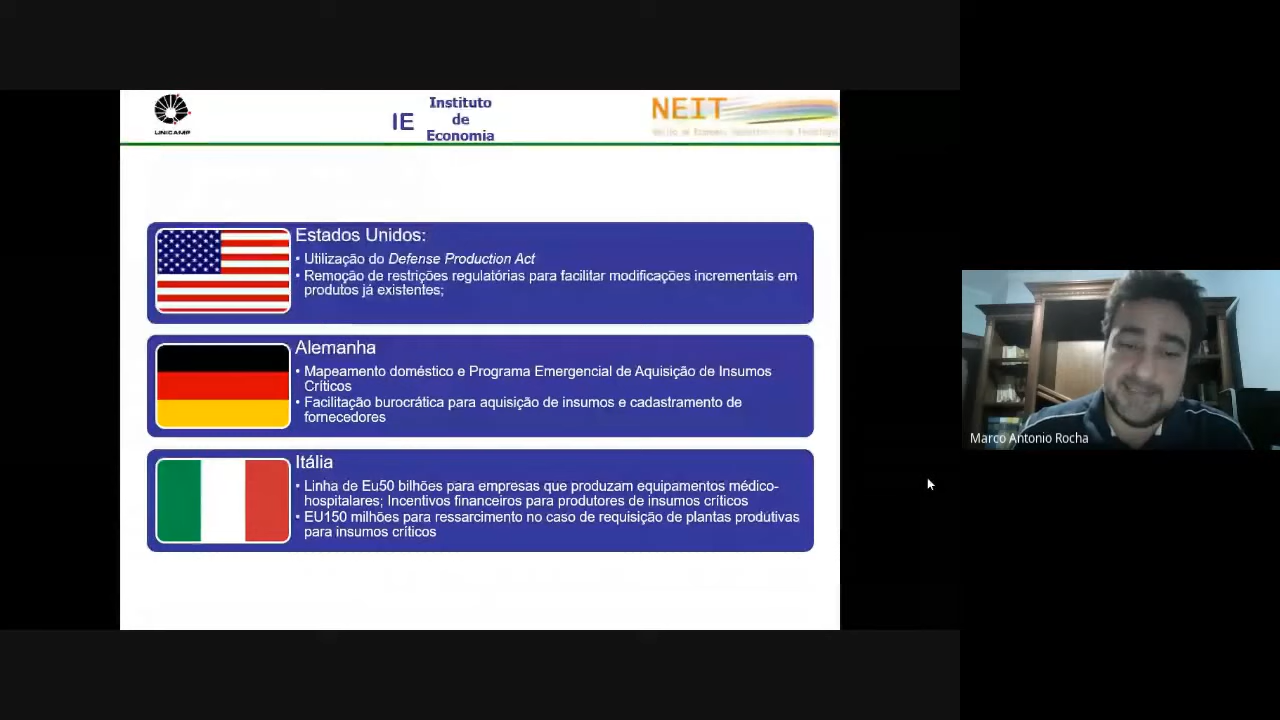 UNICAMP
IE
Instituto
de
Economia
NEIT
Estados Unidos:
• Utilização do Defense Production Act
• Remoção de restrições regulatórias para facilitar modificações incrementais em
produtos já existentes;
Alemanha
• Mapeamento doméstico e Programa Emergencial de Aquisição de Insumos
Críticos
• Facilitação burocrática para aquisição de insumos e cadastramento de
fornecedores
Itália
• Linha de Eu50 bilhões para empresas que produzam equipamentos médico-
hospitalares; Incentivos financeiros para produtores de insumos críticos
• EU150 milhões para ressarcimento no caso de requisição de plantas produtivas
para insumos críticos
Marco Antonio Rocha